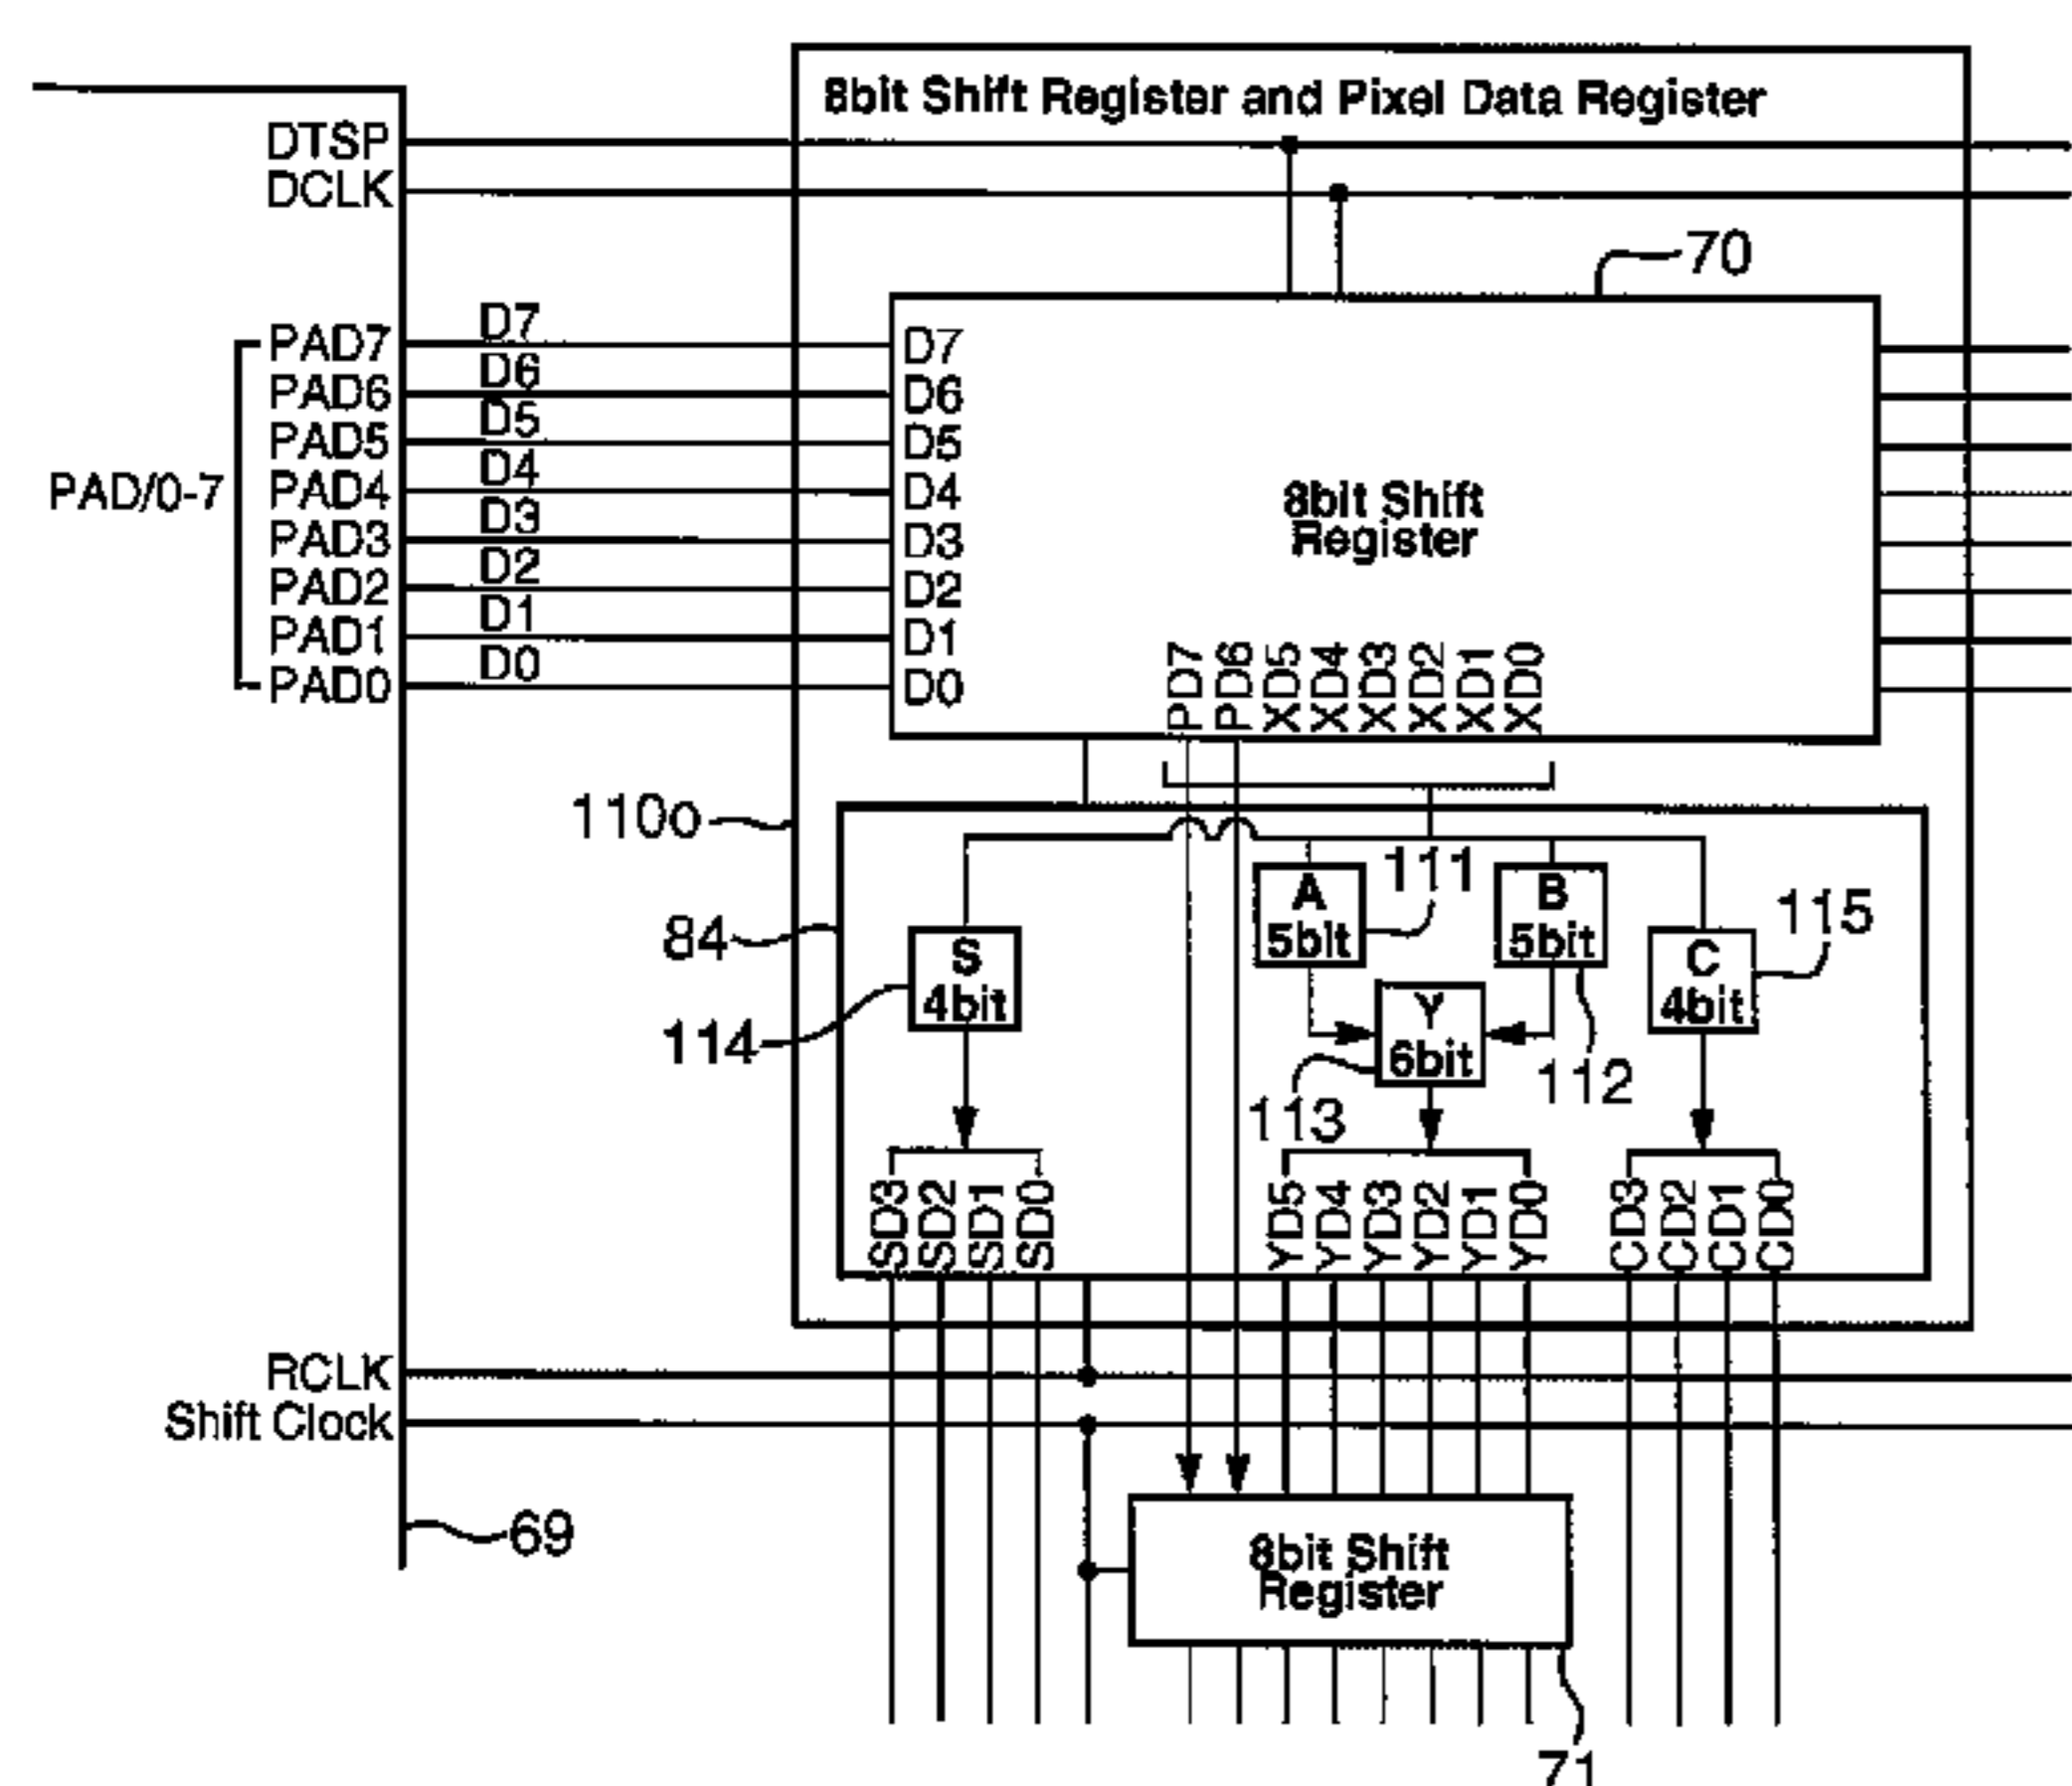 8bit Shift Register and Pixel Data Register
DTSP
DCLK
70
PAD/0-7
PAD7
PAD6
PAD5
PAD4
PAD3
PAD2
PAD1
PAD0
D7
D6
D5
D4
D3
D2
D1
D0
D7
D6
D5
D4
D3
D2
D1
D0
8bit Shift
Register
PD7
PD6
XD5
XD4
XD3
XD2
XD1
XD0
110o
84
111
A
5bit
B
5bit
115
S
4bit
C
4bit
114
Y
6bit
112
113
SD3
SD2
SD1
SD0
YD5
YD4
YD3
YD2
YD1
YD0
CD3
CD2
CD1
CD0
RCLK
Shift Clock
69
8bit Shift
Register
71